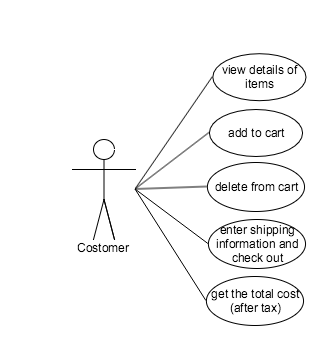 view details of
items
add to cart
delete from cart
enter shipping
information and
check out
Costomer
get the total cost
(after tax)